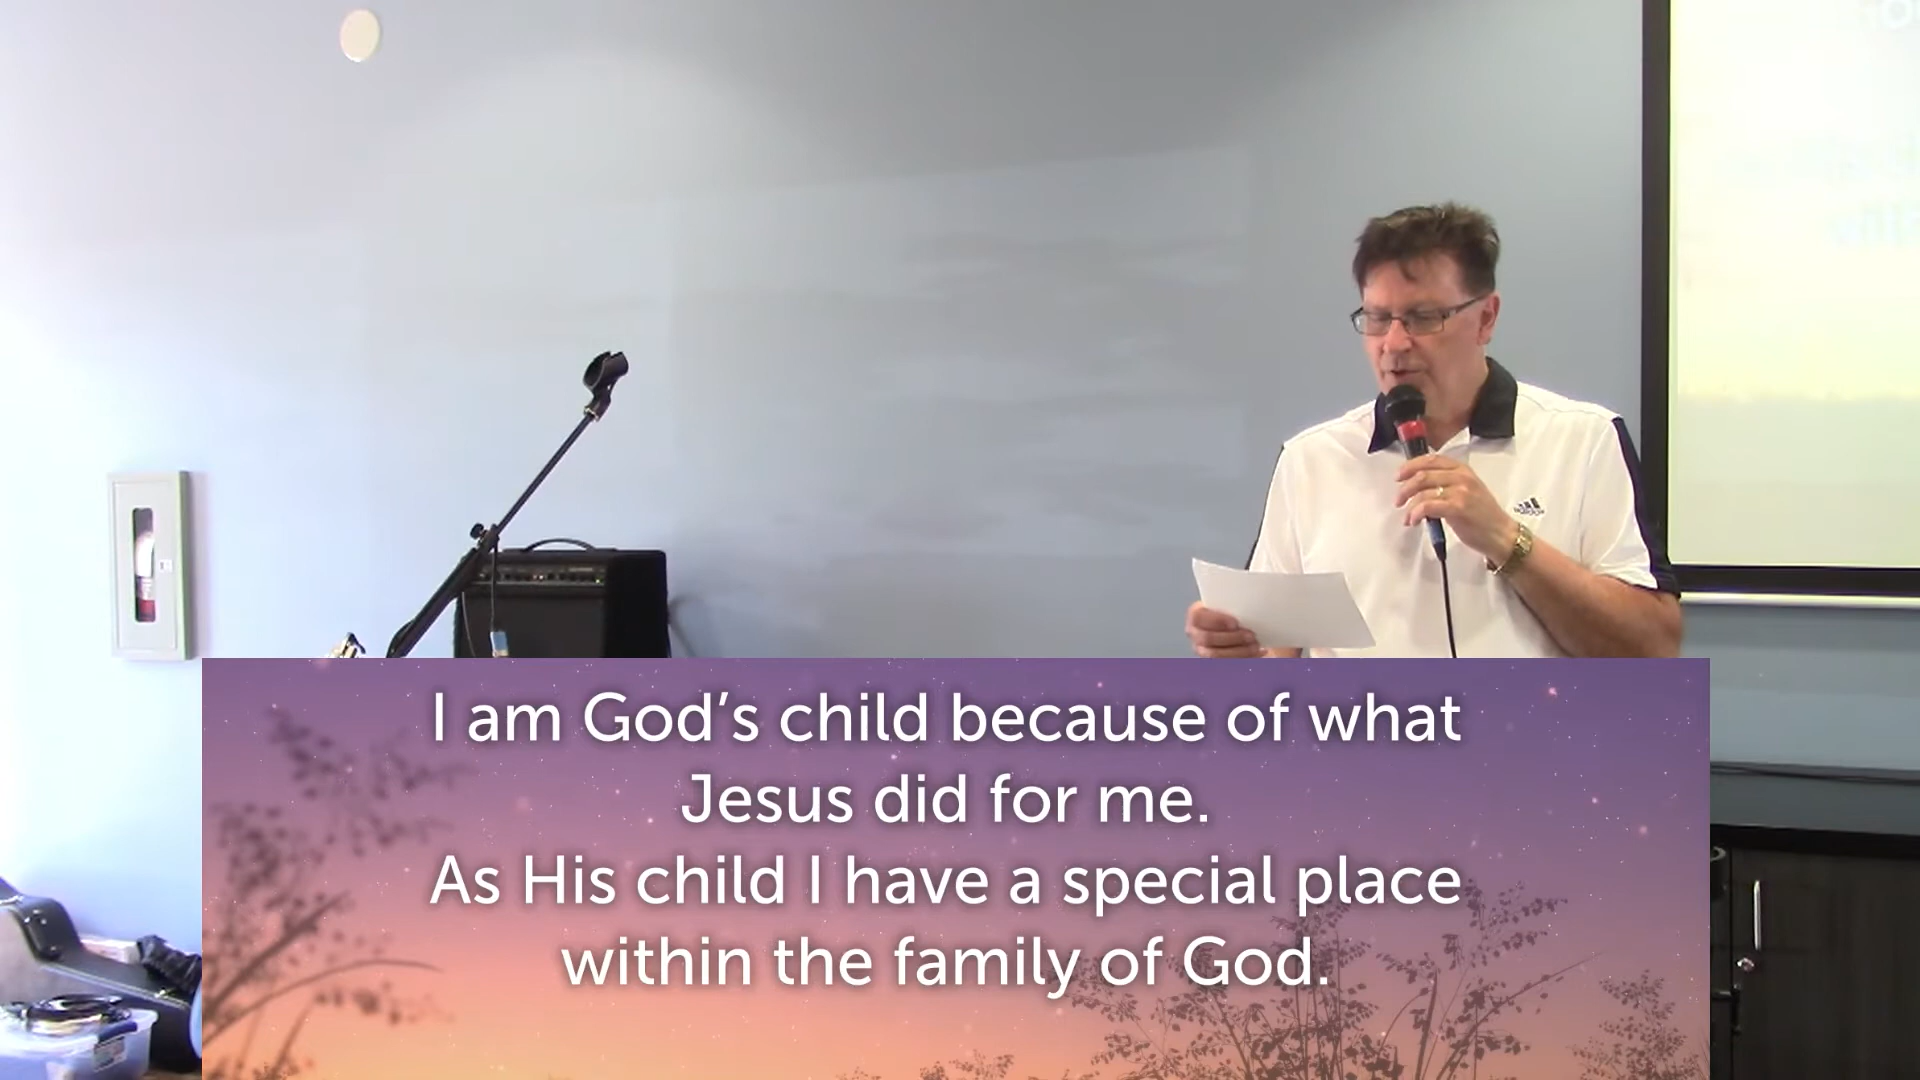 I am God’s child because of what
Jesus did for me.
As His child I have a special place
within the family of God.
adidas